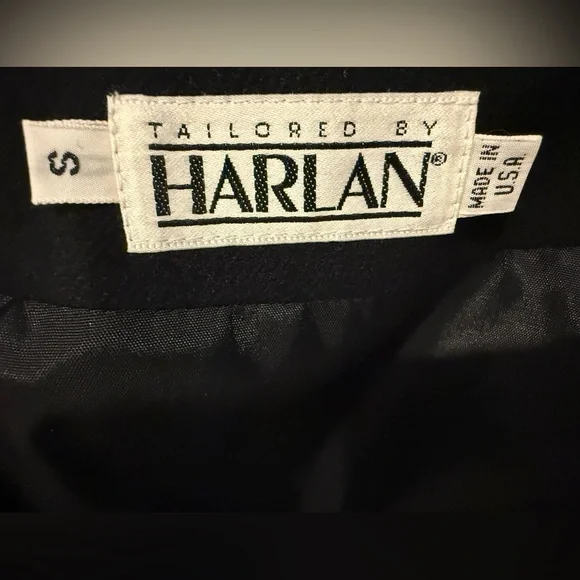 S
TAILORED BY
HARLAN®
MADE IN
U.S.A.